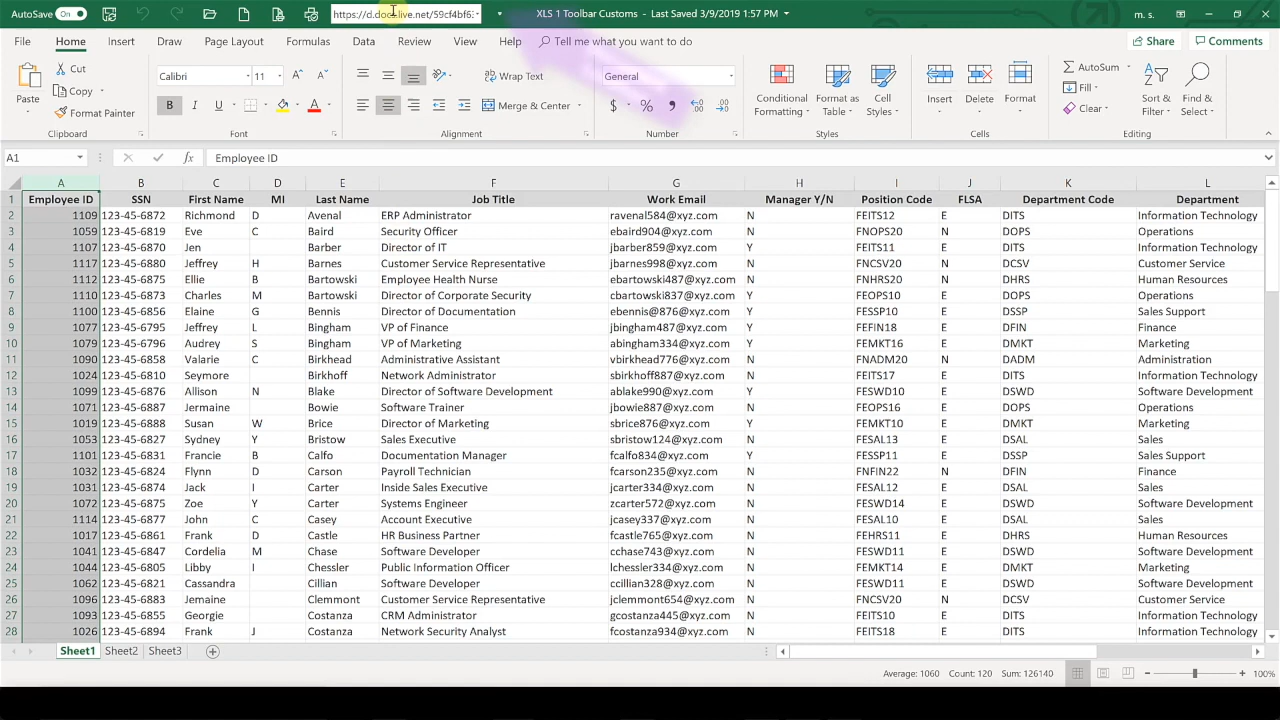 AutoSave On https://d.docs.live.net/59cf4bf6 XLS 1 Toolbar Customs - Last Saved 3/9/2019 1:57 PM m. s.
File Home Insert Draw Page Layout Formulas Data Review View Help Tell me what you want to do Share Comments
Cut
Copy
Format Painter
Paste
Clipboard
Calibri 11
B I U A
Font
Wrap Text
Merge & Center
Alignment
General
$ % ,
Number
Conditional Formatting
Format as Table
Cell Styles
Styles
Insert Delete Format
Cells
AutoSum
Fill
Clear
Sort & Filter
Find & Select
Editing
A1 fx Employee ID
A B C D E F G H I J K L
1 Employee ID SSN First Name MI Last Name Job Title Work Email Manager Y/N Position Code FLSA Department Code Department
2 1109 123-45-6872 Richmond D Avenal ERP Administrator ravenal584@xyz.com N FEITS12 E DITS Information Technology
3 1059 123-45-6819 Eve C Baird Security Officer ebaird904@xyz.com N FNOPS20 N DOPS Operations
4 1107 123-45-6870 Jen Barber Director of IT jbarber859@xyz.com Y FEITS11 E DITS Information Technology
5 1117 123-45-6880 Jeffrey H Barnes Customer Service Representative jbarnes998@xyz.com N FNCSV20 N DCSV Customer Service
6 1112 123-45-6875 Ellie B Bartowski Employee Health Nurse ebartowski487@xyz.com N FNHRS20 N DHRS Human Resources
7 1110 123-45-6873 Charles M Bartowski Director of Corporate Security cbartowski837@xyz.com Y FEOPS10 E DOPS Operations
8 1100 123-45-6856 Elaine G Bennis Director of Documentation ebennis@876@xyz.com Y FESSP10 E DSSP Sales Support
9 1077 123-45-6795 Jeffrey L Bingham VP of Finance jbingham487@xyz.com Y FEFIN18 E DFIN Finance
10 1079 123-45-6796 Audrey S Bingham VP of Marketing abingham334@xyz.com Y FEMKT16 E DMKT Marketing
11 1090 123-45-6858 Valarie C Birkhead Administrative Assistant vbirkhead776@xyz.com N FNADM20 N DADM Administration
12 1024 123-45-6810 Seymore Birkhoff Network Administrator sbirkhoff887@xyz.com N FEITS17 E DITS Information Technology
13 1099 123-45-6876 Allison N Blake Director of Software Development ablake990@xyz.com Y FESWD10 E DSWD Software Development
14 1071 123-45-6887 Jermaine Bowie Software Trainer jbowie887@xyz.com N FEOPS16 E DOPS Operations
15 1019 123-45-6888 Susan W Brice Director of Marketing sbrice876@xyz.com Y FEMKT10 E DMKT Marketing
16 1053 123-45-6827 Sydney Y Bristow Sales Executive sbristow124@xyz.com N FESAL13 E DSAL Sales
17 1101 123-45-6830 Francie B Calfo Documentation Manager fcalfo834@xyz.com Y FESSP11 E DSSP Sales Support
18 1032 123-45-6832 Flynn D Carson Payroll Technician fcarson235@xyz.com N FNFIN22 N DFIN Finance
19 1031 123-45-6874 Jack I Carter Inside Sales Executive jcarter334@xyz.com N FESAL12 E DSAL Sales
20 1072 123-45-6835 Zoe Y Carter Systems Engineer zcarter572@xyz.com N FESWD14 E DSWD Software Development
21 1114 123-45-6877 John C Casey Account Executive jcasey337@xyz.com N FESAL10 E DSAL Sales
22 1017 123-45-6861 Frank D Castle HR Business Partner fcastle765@xyz.com N FEHRS11 E DHRS Human Resources
23 1041 123-45-6847 Cordelia M Chase Software Developer cchase743@xyz.com N FESWD11 E DSWD Software Development
24 1044 123-45-6805 Libby I Chessler Public Information Officer lchessler334@xyz.com N FEMKT14 E DMKT Marketing
25 1062 123-45-6821 Cassandra Cillian Software Developer ccillian328@xyz.com N FESWD11 E DSWD Software Development
26 1096 123-45-6883 Jemaine Clemmont Customer Service Representative jclemmont654@xyz.com N FNCSV20 N DCSV Customer Service
27 1093 123-45-6855 Georgie Costanza CRM Administrator gcostanza445@xyz.com N FEITS10 E DITS Information Technology
28 1026 123-45-6894 Frank J Costanza Network Security Analyst fcostanza934@xyz.com N FEITS18 E DITS Information Technology
Sheet1 Sheet2 Sheet3
Average: 1060 Count: 120 Sum: 126140 100%